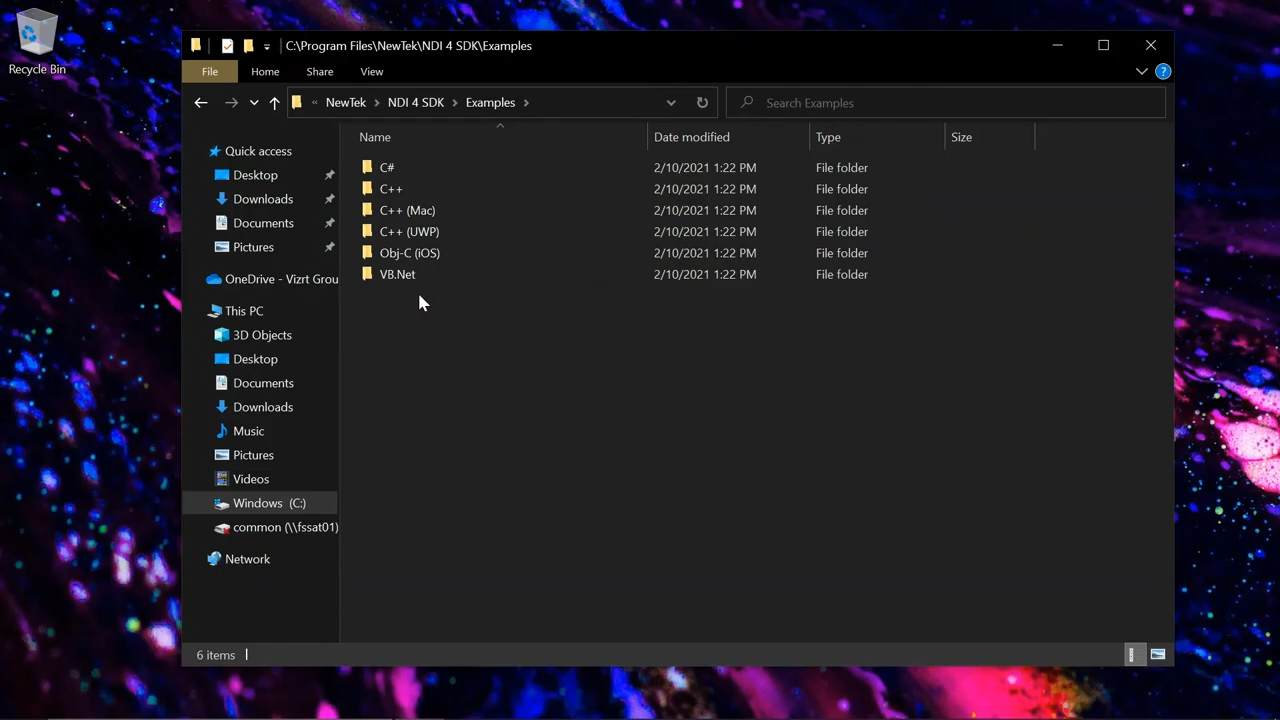 Recycle Bin
C:\Program Files\NewTek\NDI 4 SDK\Examples
File Home Share View
« NewTek > NDI 4 SDK > Examples >
Search Examples
Name Date modified Type Size
Quick access
Desktop
Downloads
Documents
Pictures
OneDrive - Vizrt Grou
This PC
3D Objects
Desktop
Documents
Downloads
Music
Pictures
Videos
Windows (C:)
common (\\fssat01)
Network
C# 2/10/2021 1:22 PM File folder
C++ 2/10/2021 1:22 PM File folder
C++ (Mac) 2/10/2021 1:22 PM File folder
C++ (UWP) 2/10/2021 1:22 PM File folder
Obj-C (iOS) 2/10/2021 1:22 PM File folder
VB.Net 2/10/2021 1:22 PM File folder
6 items